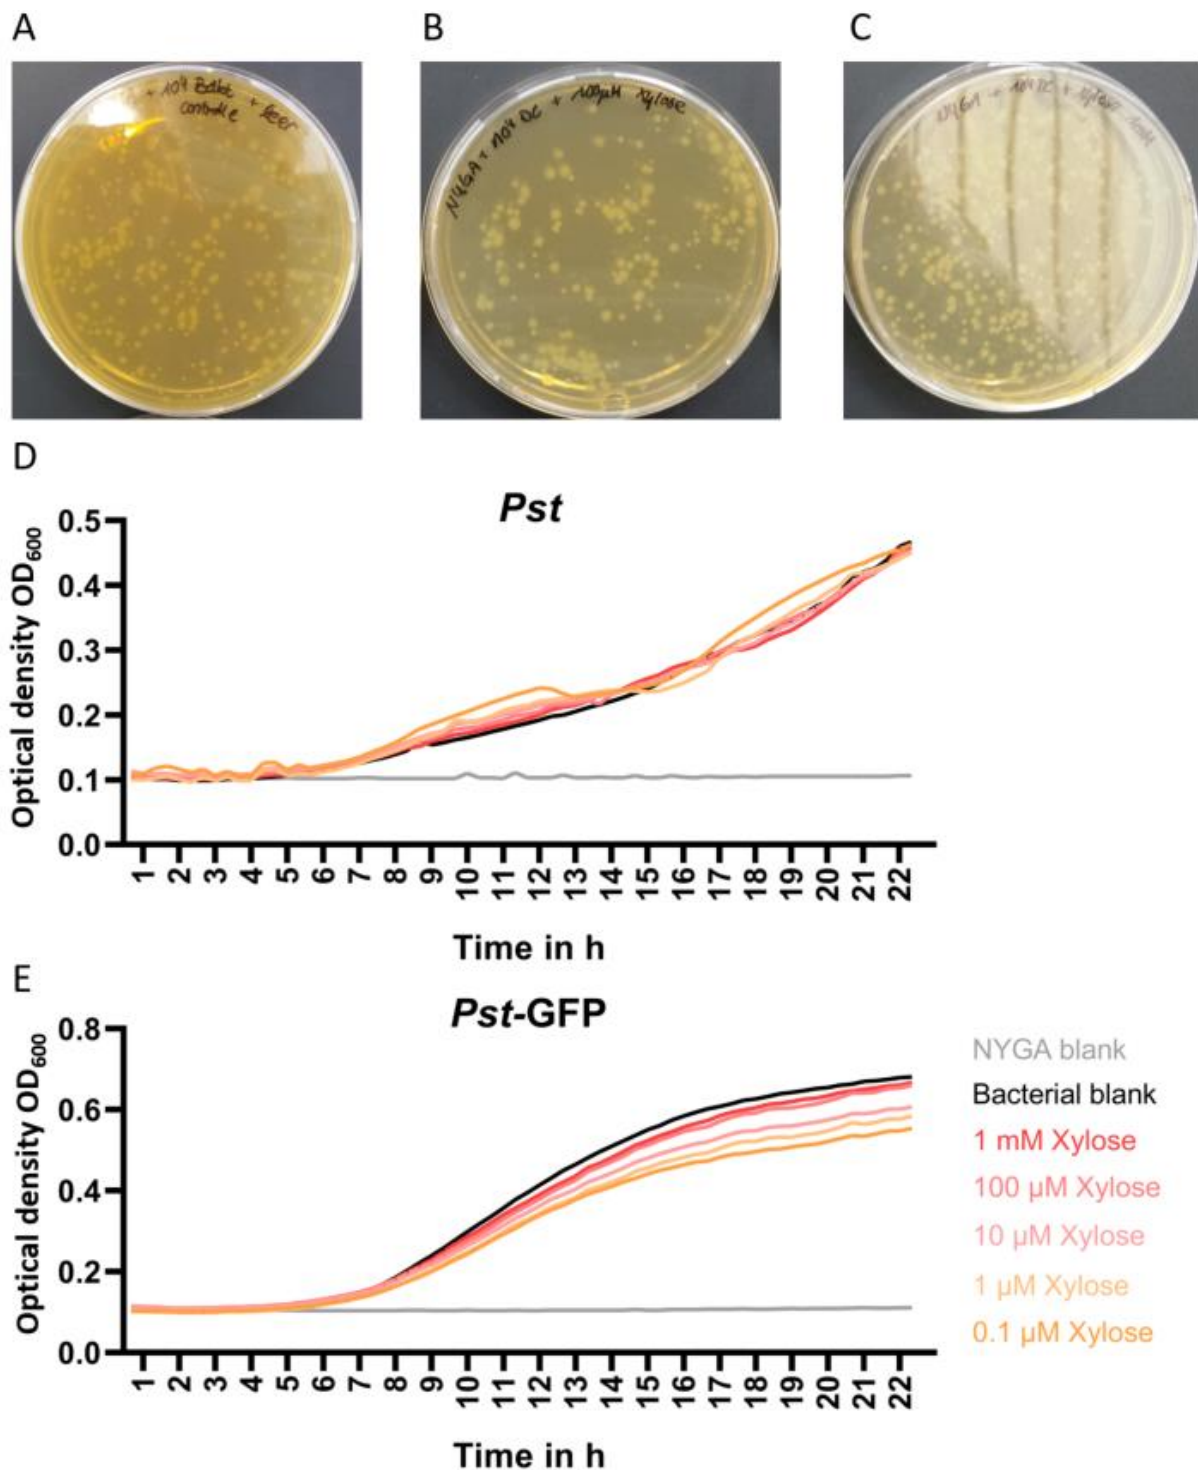 A
B
C
+ 10⁴
controlle
+ 100µM Xylose
D
Pst
Optical density OD600
0.5
0.4
0.3
0.2
0.1
0.0
1 2 3 4 5 6 7 8 9 10 11 12 13 14 15 16 17 18 19 20 21 22
Time in h
E
Pst-GFP
Optical density OD600
0.8
0.6
0.4
0.2
0.0
1 2 3 4 5 6 7 8 9 10 11 12 13 14 15 16 17 18 19 20 21 22
Time in h
NYGA blank
Bacterial blank
1 mM Xylose
100 µM Xylose
10 µM Xylose
1 µM Xylose
0.1 µM Xylose